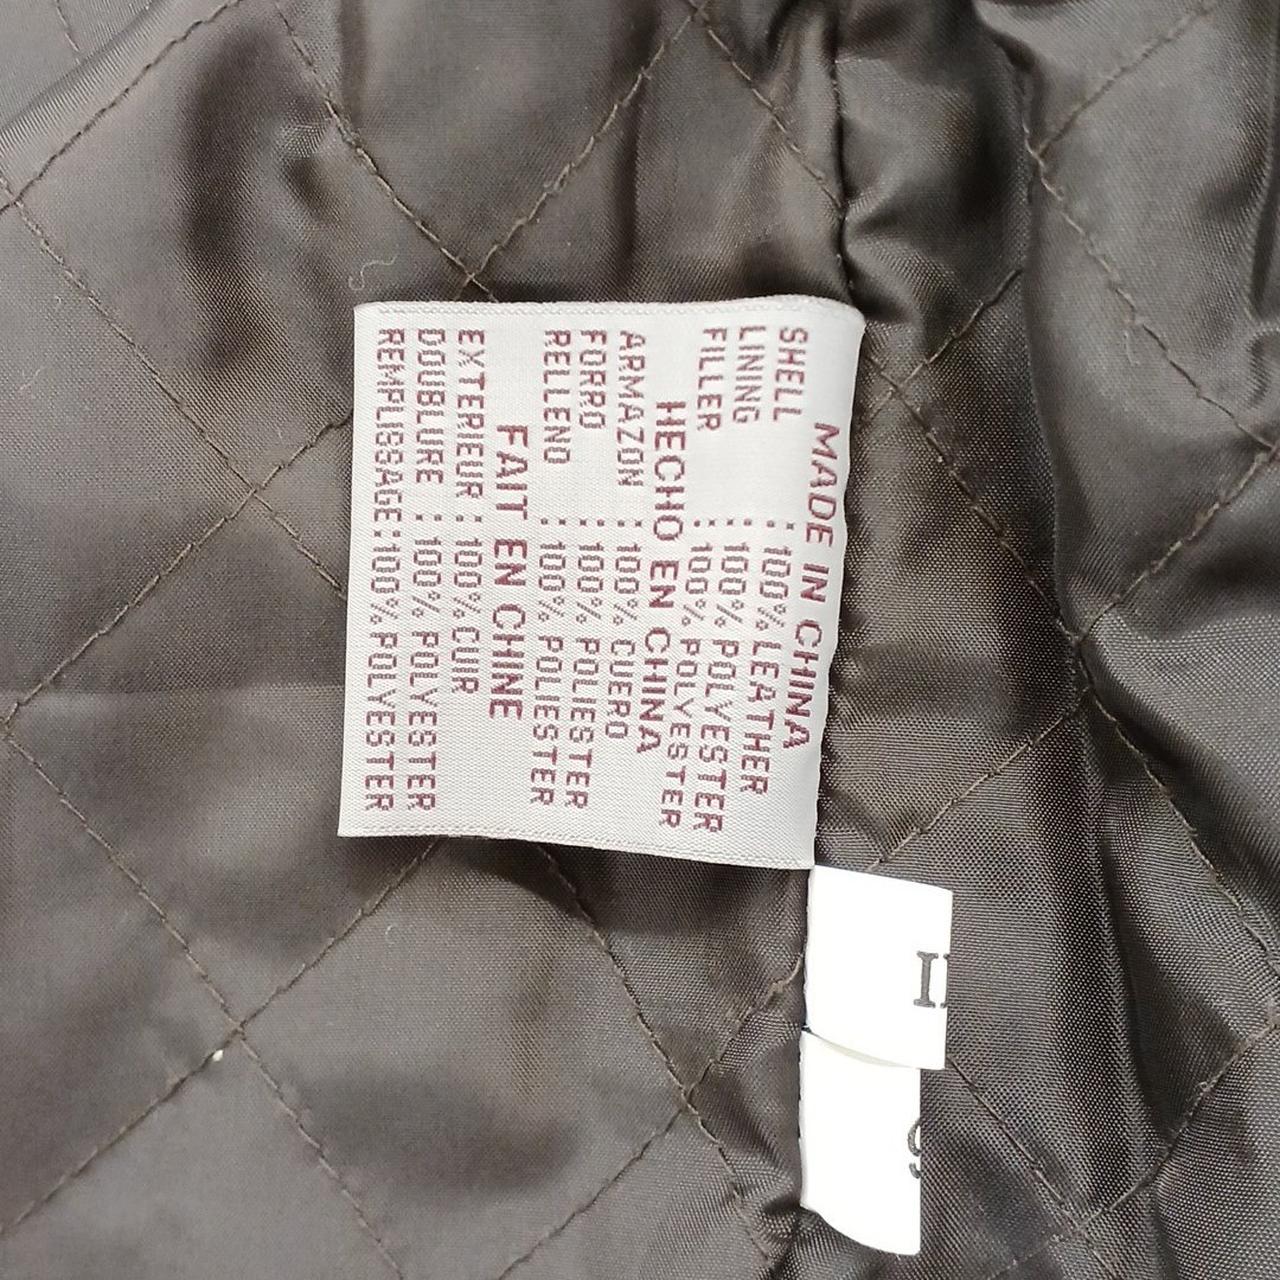 MADE IN CHINA
SHELL : 100% LEATHER
LINING : 100% POLYESTER
FILLER : 100% POLYESTER
HECHO EN CHINA
ARMAZON : 100% CUERO
FORRO : 100% POLIESTER
RELLENO : 100% POLIESTER
FAIT EN CHINE
EXTERIEUR : 100% CUIR
DOUBLURE : 100% POLYESTER
REMPLISSAGE:100% POLYESTER